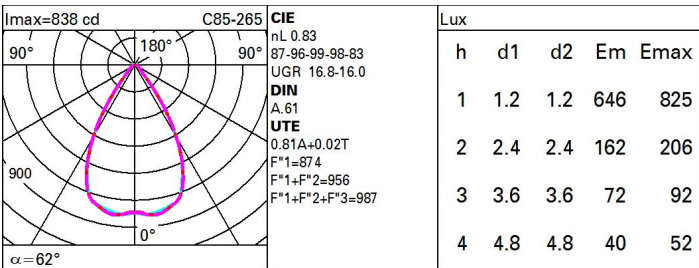 Imax=838 cd C85-265
90° 180° 90°
900
0°
α=62°
CIE
nL 0.83
87-96-99-98-83
UGR 16.8-16.0
DIN
A.61
UTE
0.81A+0.02T
F"1=874
F"1+F"2=956
F"1+F"2+F"3=987
Lux
h d1 d2 Em Emax
1 1.2 1.2 646 825
2 2.4 2.4 162 206
3 3.6 3.6 72 92
4 4.8 4.8 40 52